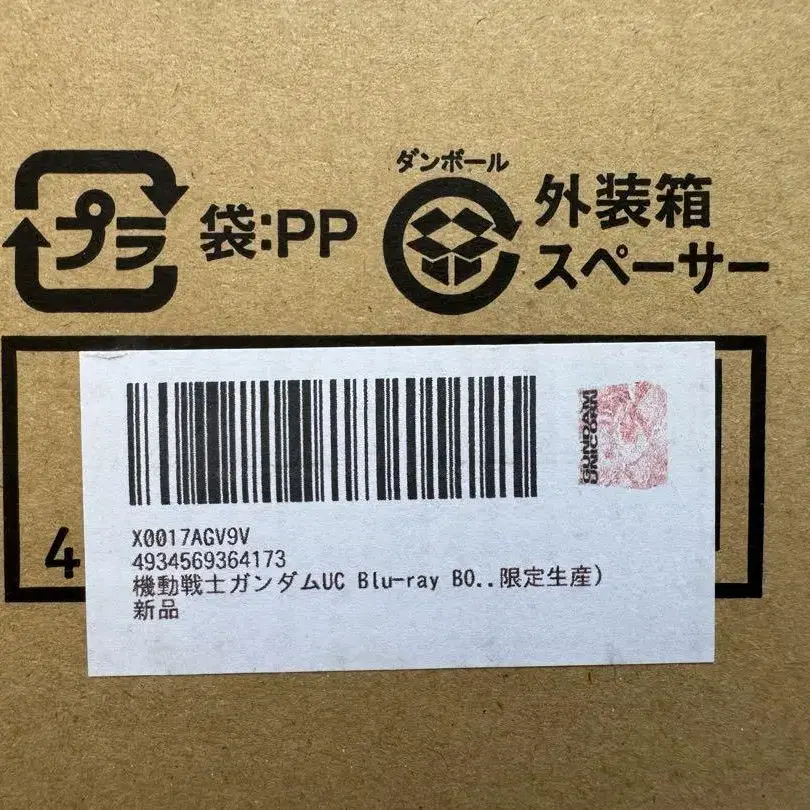 ダンボール
プラ
袋:PP
外装箱
スペーサー
GUNDAM
UNICORN
4
X0017AGV9V
4934569364173
機動戦士ガンダムUC Blu-ray BO..限定生産)
新品